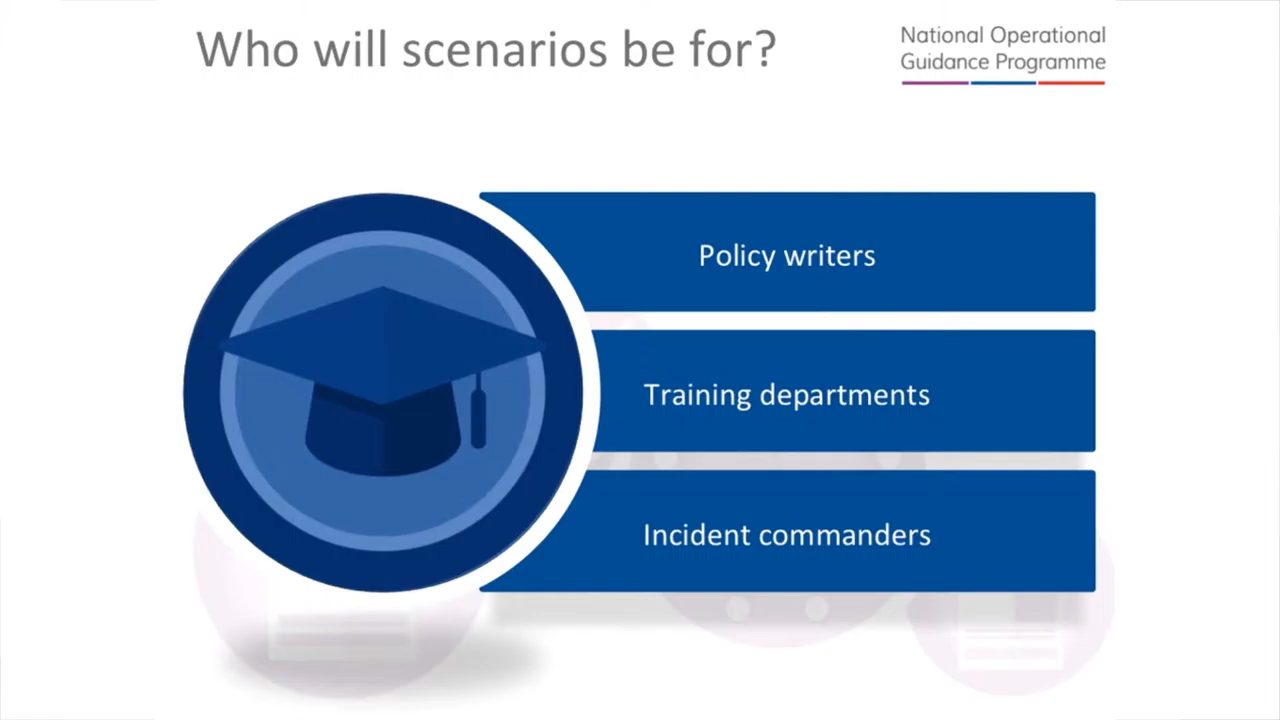 Who will scenarios be for?
National Operational
Guidance Programme
Policy writers
Training departments
Incident commanders